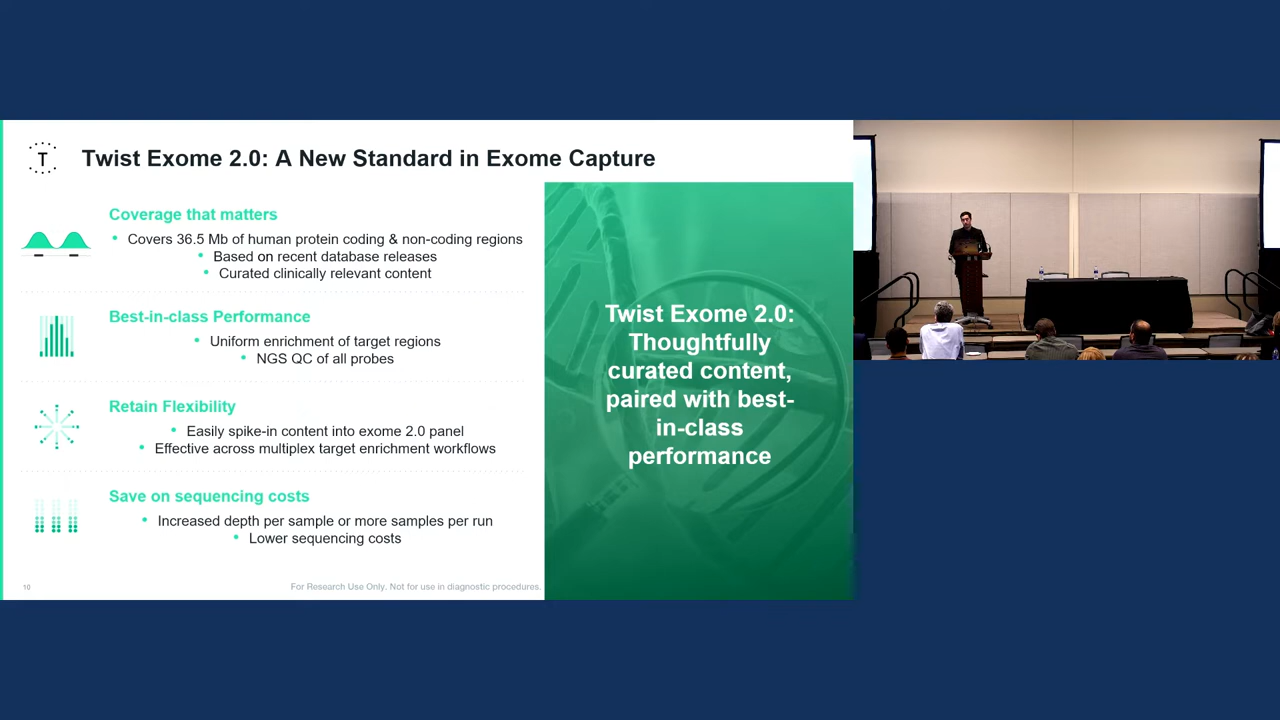 T
Twist Exome 2.0: A New Standard in Exome Capture
Coverage that matters
• Covers 36.5 Mb of human protein coding & non-coding regions
• Based on recent database releases
• Curated clinically relevant content
Best-in-class Performance
• Uniform enrichment of target regions
• NGS QC of all probes
Retain Flexibility
• Easily spike-in content into exome 2.0 panel
• Effective across multiplex target enrichment workflows
Save on sequencing costs
• Increased depth per sample or more samples per run
• Lower sequencing costs
10
For Research Use Only. Not for use in diagnostic procedures.
Twist Exome 2.0:
Thoughtfully
curated content,
paired with best-
in-class
performance